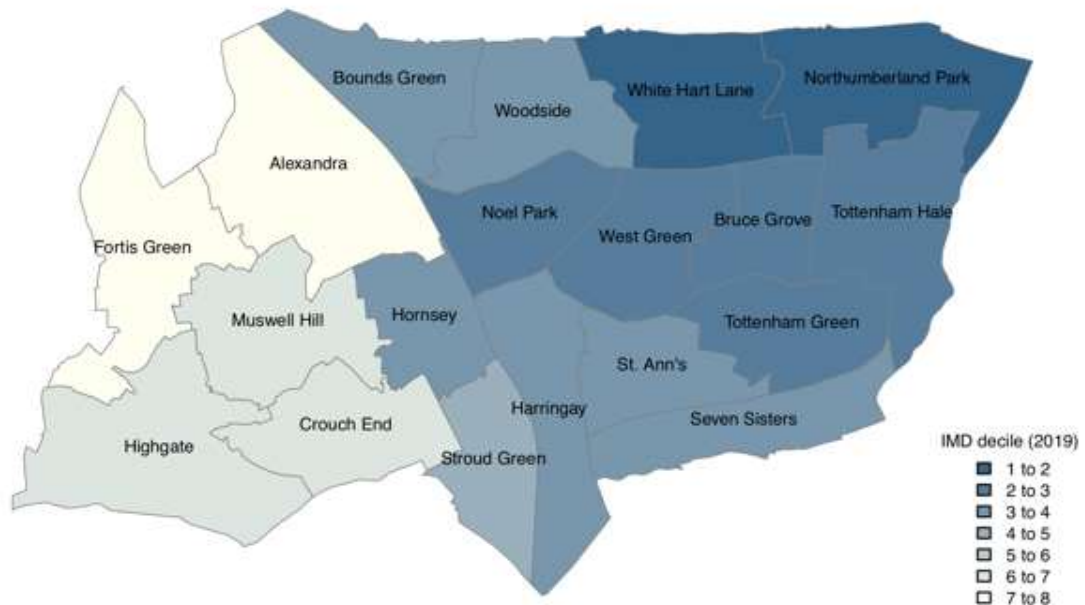 Bounds Green
Woodside
White Hart Lane
Northumberland Park
Alexandra
Fortis Green
Noel Park
West Green
Bruce Grove
Tottenham Hale
Muswell Hill
Hornsey
Tottenham Green
St. Ann's
Harringay
Seven Sisters
Crouch End
Highgate
Stroud Green
IMD decile (2019)
1 to 2
2 to 3
3 to 4
4 to 5
5 to 6
6 to 7
7 to 8